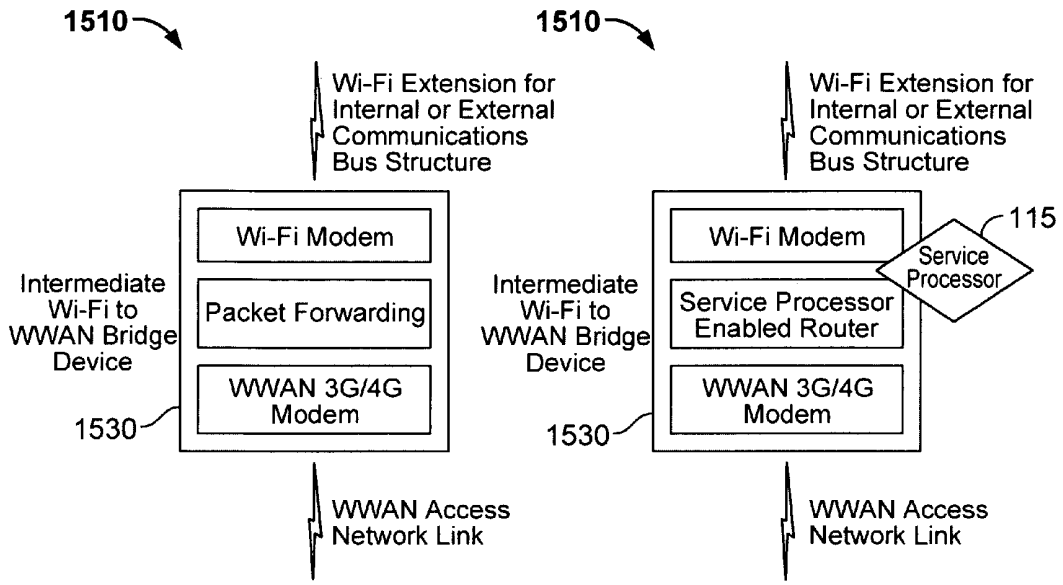 1510
Wi-Fi Extension for
Internal or External
Communications
Bus Structure
Wi-Fi Modem
Intermediate
Wi-Fi to
WWAN Bridge
Device
Packet Forwarding
WWAN 3G/4G
Modem
1530
WWAN Access
Network Link
1510
Wi-Fi Extension for
Internal or External
Communications
Bus Structure
115
Wi-Fi Modem
Service
Processor
Intermediate
Wi-Fi to
WWAN Bridge
Device
Service Processor
Enabled Router
WWAN 3G/4G
Modem
1530
WWAN Access
Network Link